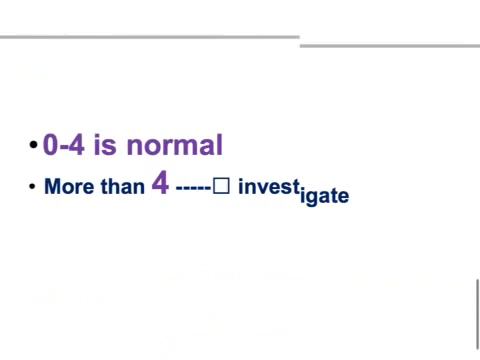 •0-4 is normal
• More than 4 -----□ investigate